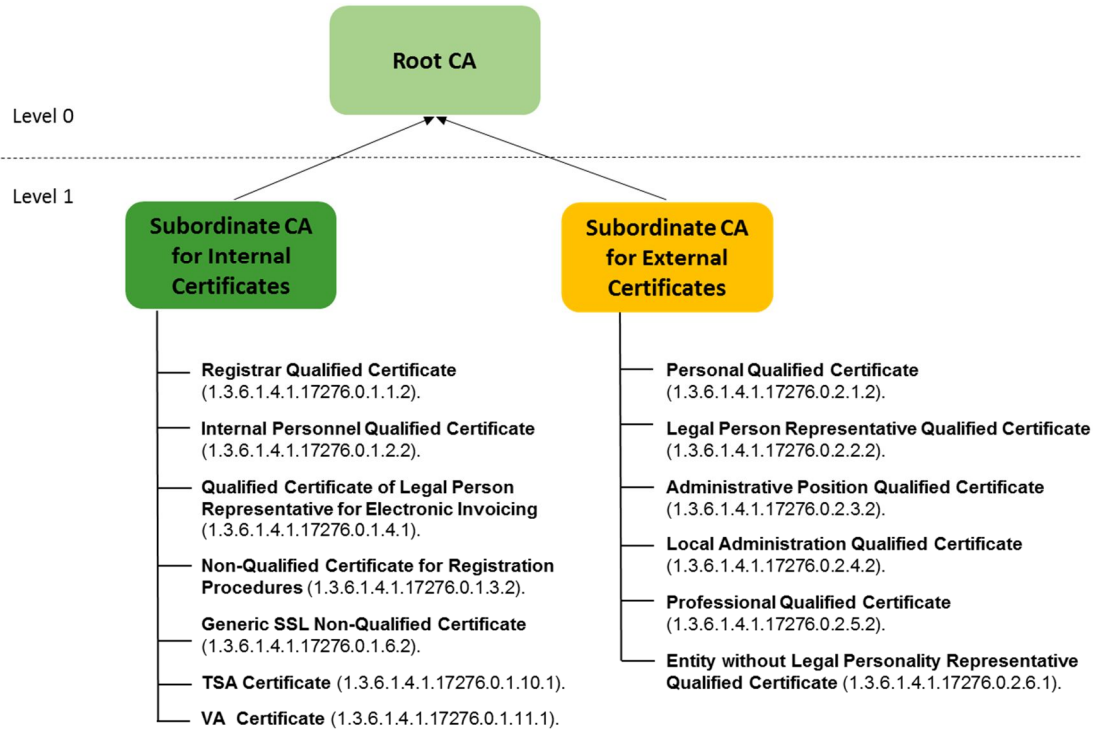 Root CA
Level 0
Level 1
Subordinate CA
for Internal
Certificates
Registrar Qualified Certificate
(1.3.6.1.4.1.17276.0.1.1.2).
Internal Personnel Qualified Certificate
(1.3.6.1.4.1.17276.0.1.2.2).
Qualified Certificate of Legal Person
Representative for Electronic Invoicing
(1.3.6.1.4.1.17276.0.1.4.1).
Non-Qualified Certificate for Registration
Procedures (1.3.6.1.4.1.17276.0.1.3.2).
Generic SSL Non-Qualified Certificate
(1.3.6.1.4.1.17276.0.1.6.2).
TSA Certificate (1.3.6.1.4.1.17276.0.1.10.1).
VA Certificate (1.3.6.1.4.1.17276.0.1.11.1).
Subordinate CA
for External
Certificates
Personal Qualified Certificate
(1.3.6.1.4.1.17276.0.2.1.2).
Legal Person Representative Qualified Certificate
(1.3.6.1.4.1.17276.0.2.2.2).
Administrative Position Qualified Certificate
(1.3.6.1.4.1.17276.0.2.3.2).
Local Administration Qualified Certificate
(1.3.6.1.4.1.17276.0.2.4.2).
Professional Qualified Certificate
(1.3.6.1.4.1.17276.0.2.5.2).
Entity without Legal Personality Representative
Qualified Certificate (1.3.6.1.4.1.17276.0.2.6.1).